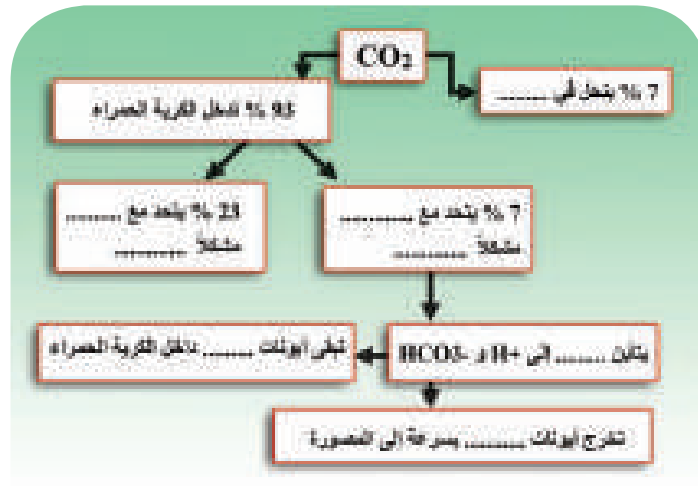 CO₂
7 % ينحل في ........
93 % تدخل الكرية الحمراء
7 % يتحد مع ...........
مشكلاً ...........
23 % يتحد مع ........
مشكلاً ...........
يتأين ........ إلى H+ و HCO3-
تبقى أيونات ........ داخل الكرية الحمراء
تخرج أيونات ......... بسرعة إلى المصورة